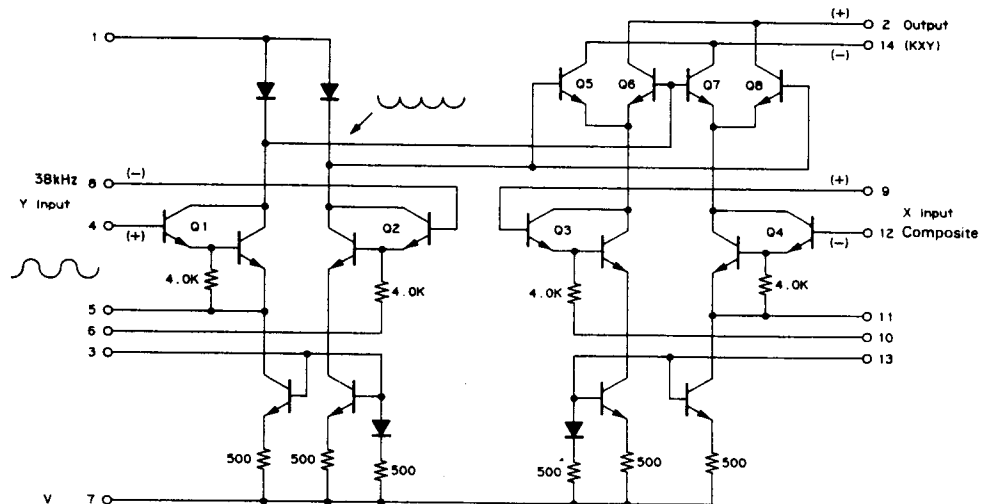 (+)
2 Output
1
14 (KXY)
(-)
Q5 Q6 Q7 Q8
38kHz
8 (-)
(+) 9
Y Input
X Input
4 (+) Q1 Q2 Q3 Q4 (-) 12 Composite
4.0K 4.0K 4.0K 4.0K
5
11
6
10
3
13
500 500 500 500 500 500
V 7